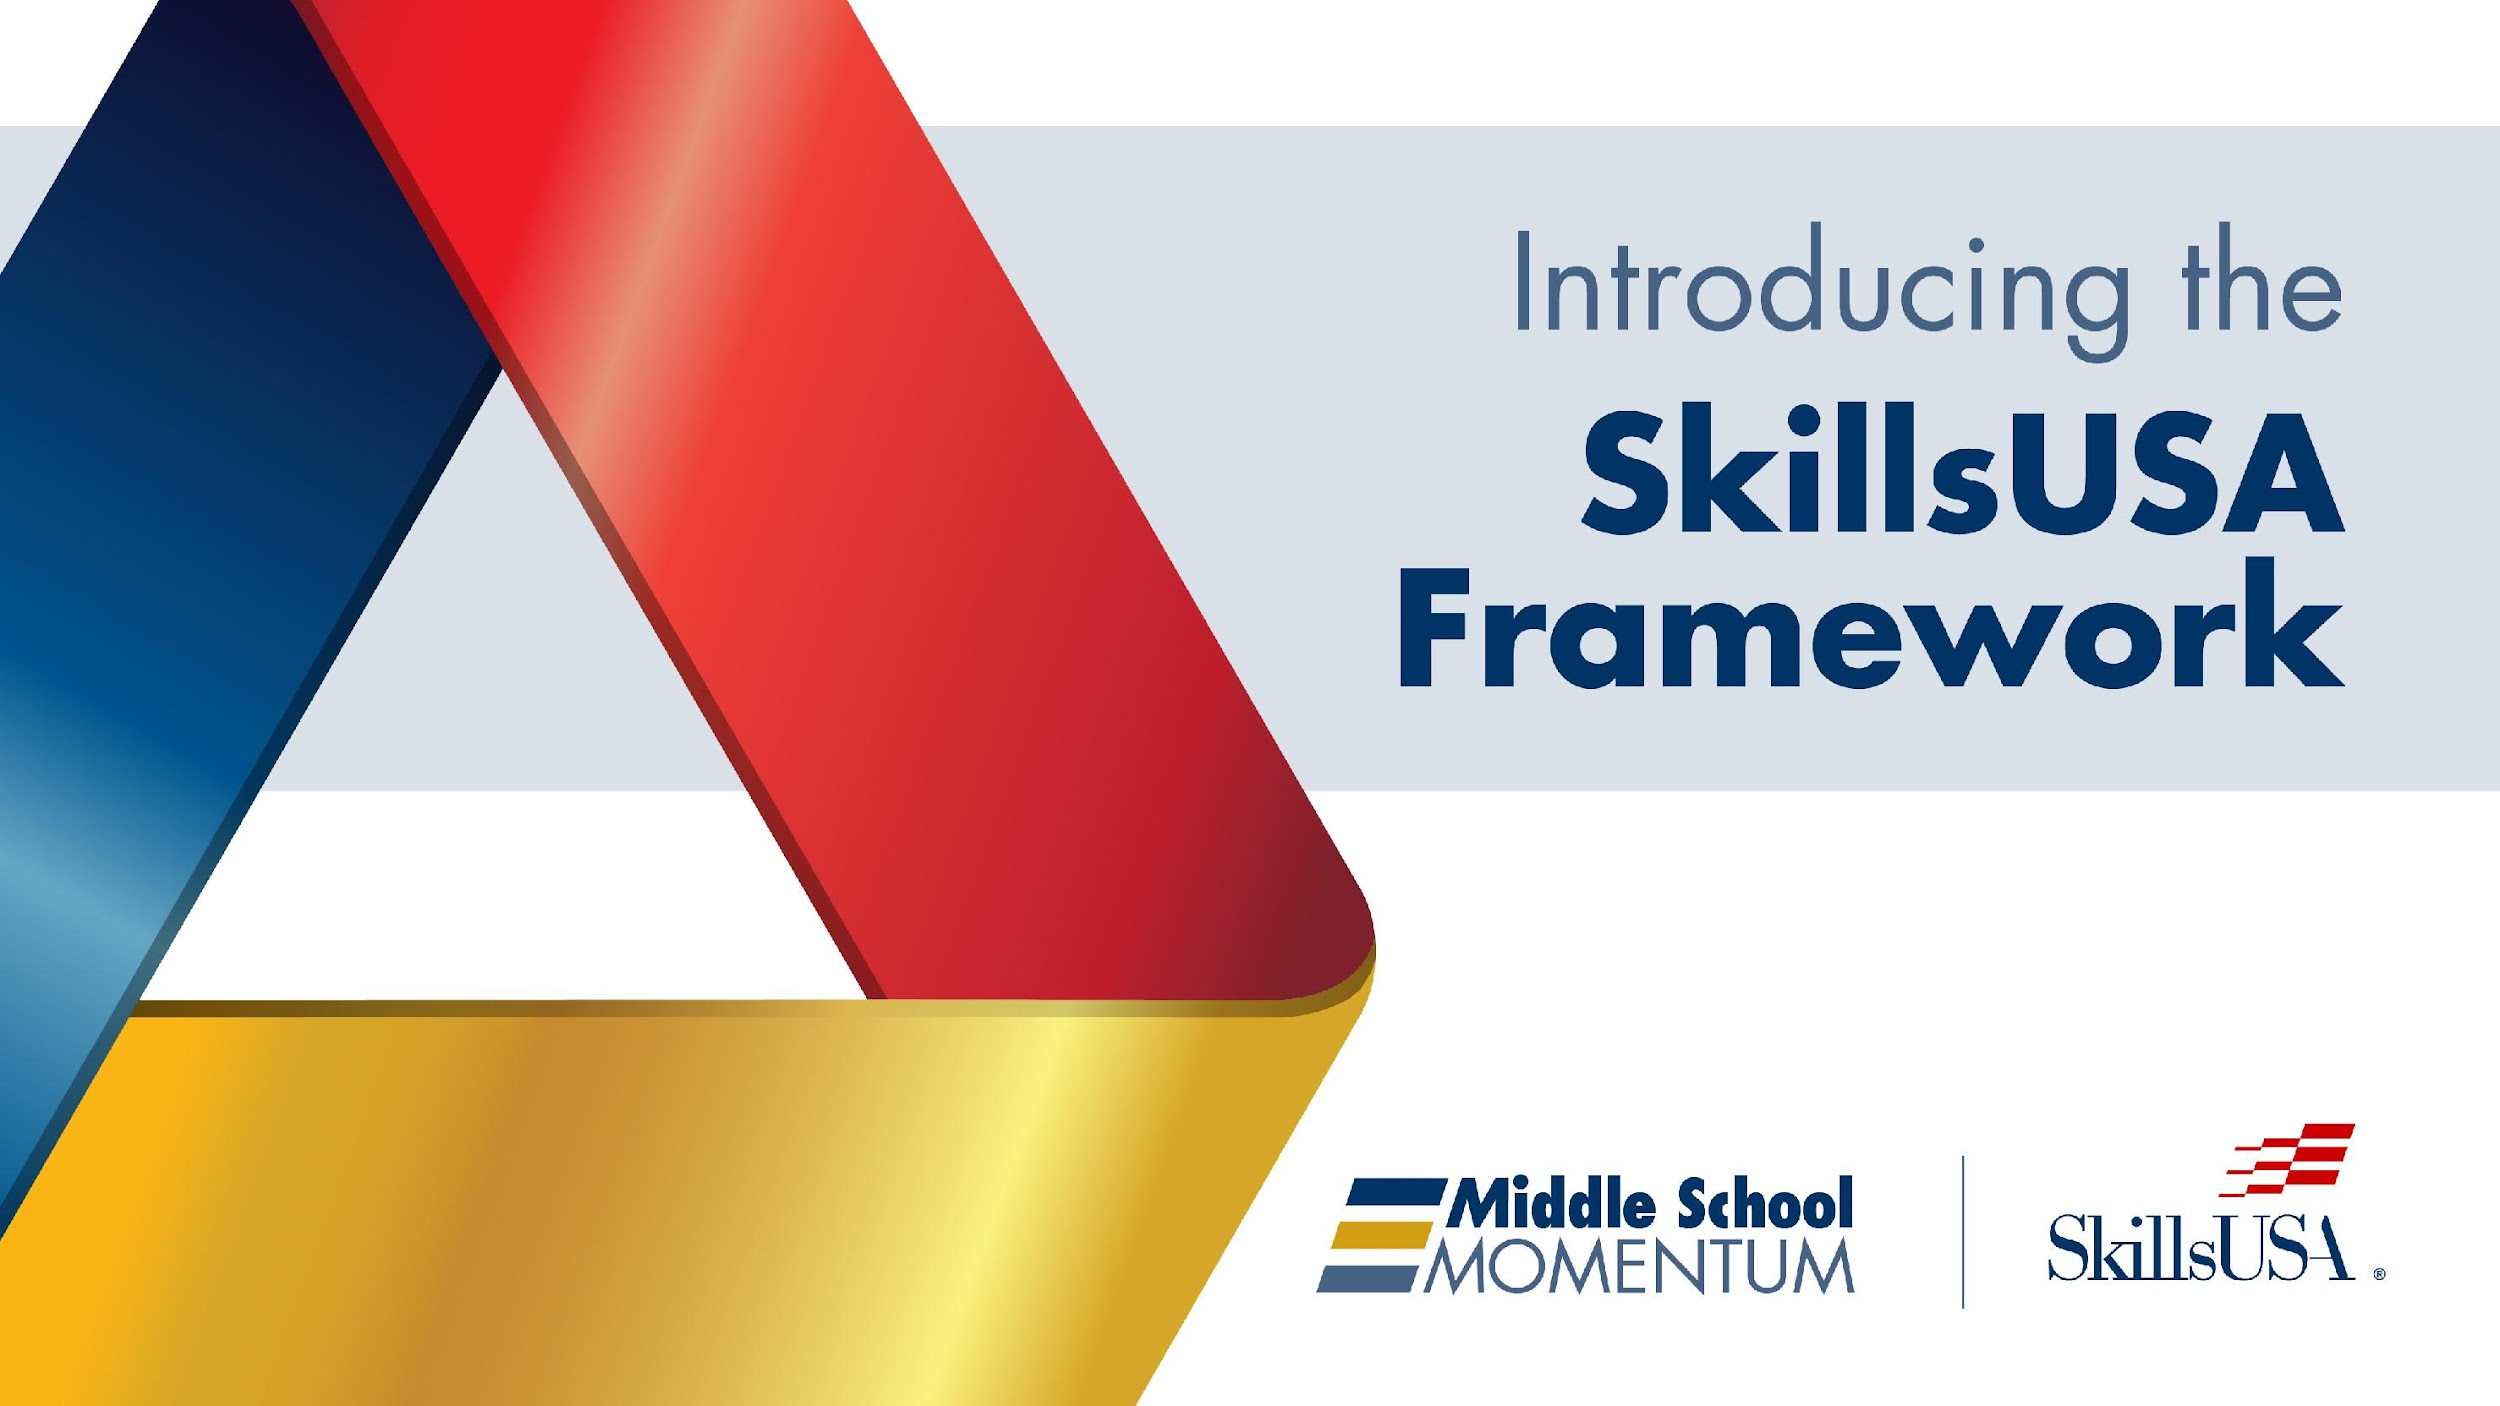 Introducing the
SkillsUSA
Framework
Middle School
MOMENTUM
SkillsUSA®